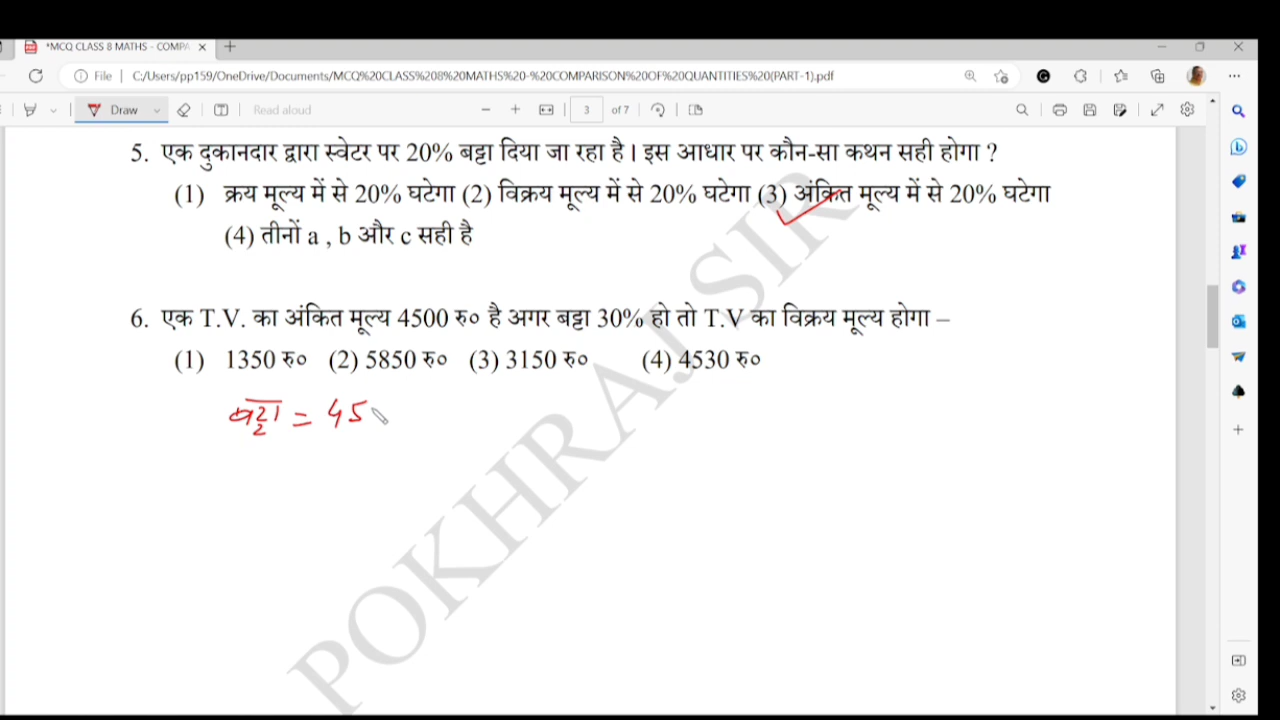 *MCQ CLASS 8 MATHS - COMPA
File C:/Users/pp159/OneDrive/Documents/MCQ%20CLASS%208%20MATHS%20-%20COMPARISON%20OF%20QUANTITIES%20(PART-1).pdf
Draw Read aloud 3 of 7
5. एक दुकानदार द्वारा स्वेटर पर 20% बट्टा दिया जा रहा है। इस आधार पर कौन-सा कथन सही होगा ?
(1) क्रय मूल्य में से 20% घटेगा (2) विक्रय मूल्य में से 20% घटेगा (3) अंकित मूल्य में से 20% घटेगा
(4) तीनों a , b और c सही है
6. एक T.V. का अंकित मूल्य 4500 रु० है अगर बट्टा 30% हो तो T.V का विक्रय मूल्य होगा –
(1) 1350 रु० (2) 5850 रु० (3) 3150 रु० (4) 4530 रु०
बट्टा = 45
POKHRAJ SIR